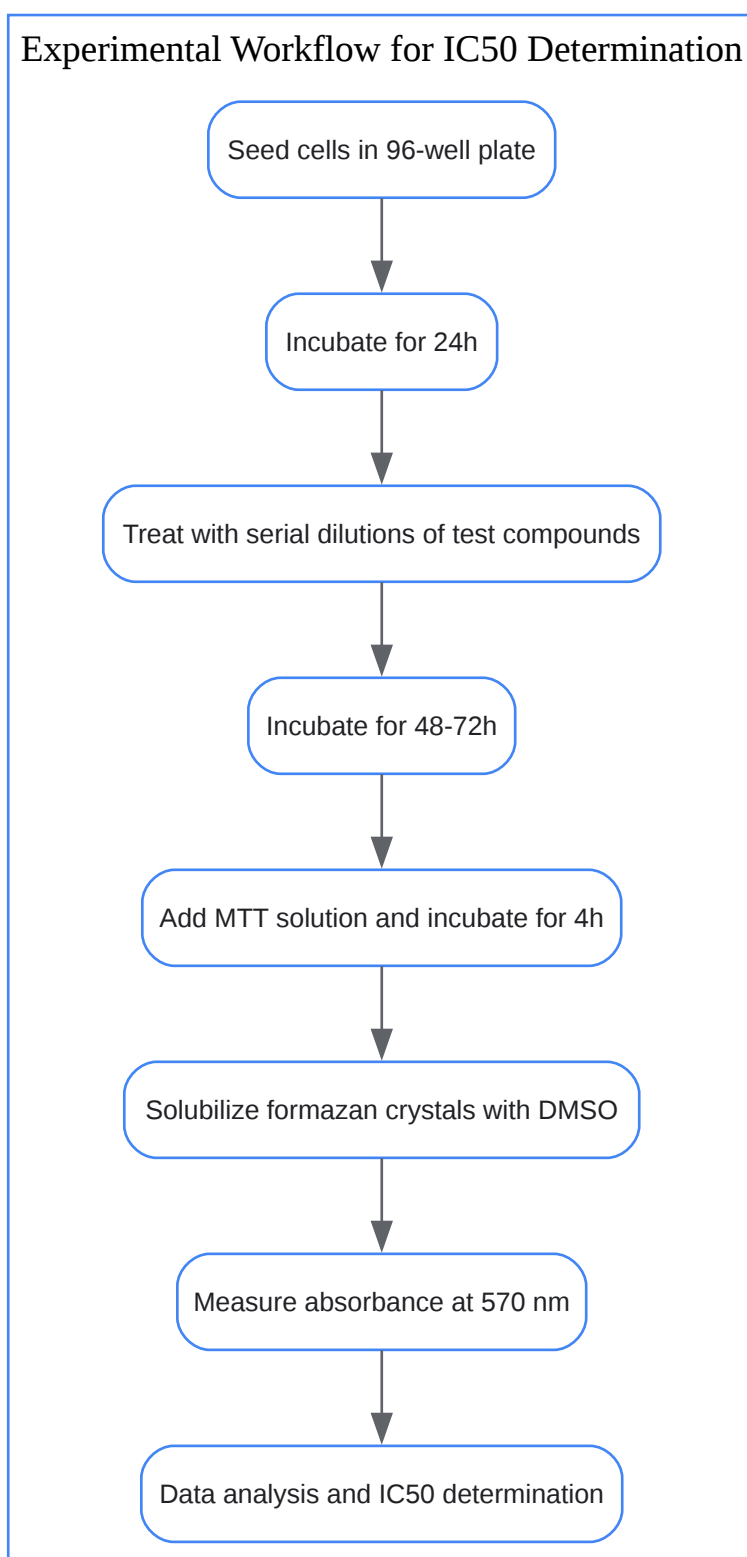 Experimental Workflow for IC50 Determination
Seed cells in 96-well plate
Incubate for 24h
Treat with serial dilutions of test compounds
Incubate for 48-72h
Add MTT solution and incubate for 4h
Solubilize formazan crystals with DMSO
Measure absorbance at 570 nm
Data analysis and IC50 determination